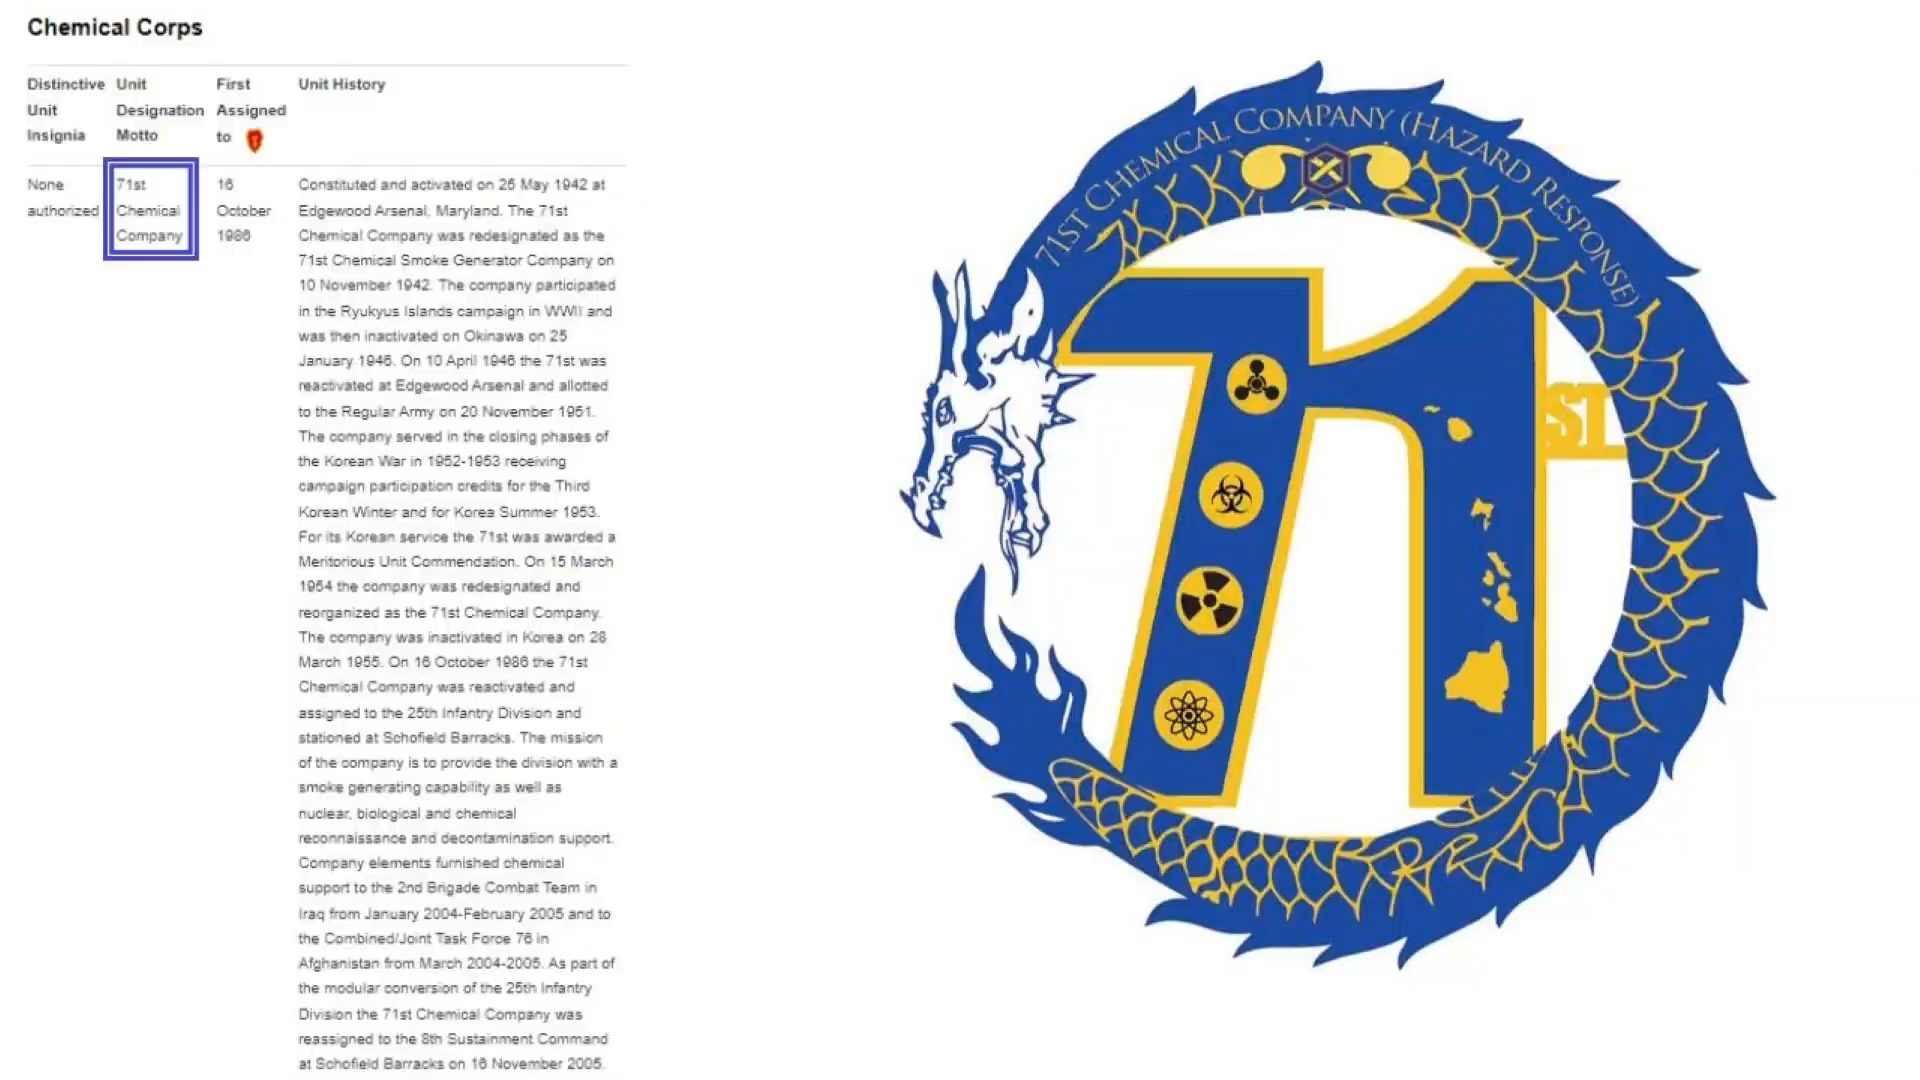 Chemical Corps
Distinctive Unit Insignia
Unit Designation Motto
First Assigned to
Unit History
None authorized
71st Chemical Company
16 October 1986
Constituted and activated on 25 May 1942 at
Edgewood Arsenal, Maryland. The 71st
Chemical Company was redesignated as the
71st Chemical Smoke Generator Company on
10 November 1942. The company participated
in the Ryukyus Islands campaign in WWII and
was then inactivated on Okinawa on 25
January 1946. On 10 April 1946 the 71st was
reactivated at Edgewood Arsenal and allotted
to the Regular Army on 20 November 1951.
The company served in the closing phases of
the Korean War in 1952-1953 receiving
campaign participation credits for the Third
Korean Winter and for Korea Summer 1953.
For its Korean service the 71st was awarded a
Meritorious Unit Commendation. On 15 March
1954 the company was redesignated and
reorganized as the 71st Chemical Company.
The company was inactivated in Korea on 28
March 1955. On 16 October 1986 the 71st
Chemical Company was reactivated and
assigned to the 25th Infantry Division and
stationed at Schofield Barracks. The mission
of the company is to provide the division with a
smoke generating capability as well as
nuclear, biological and chemical
reconnaissance and decontamination support.
Company elements furnished chemical
support to the 2nd Brigade Combat Team in
Iraq from January 2004-February 2005 and to
the Combined/Joint Task Force 76 in
Afghanistan from March 2004-2005. As part of
the modular conversion of the 25th Infantry
Division the 71st Chemical Company was
reassigned to the 8th Sustainment Command
at Schofield Barracks on 16 November 2005.
71ST CHEMICAL COMPANY (HAZARD RESPONSE)
71
ST